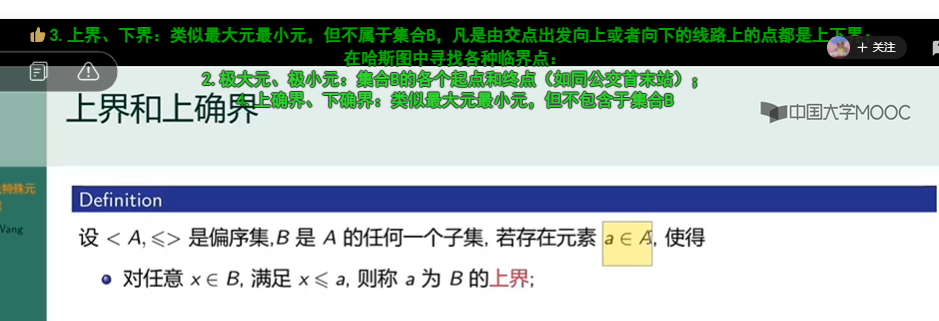 3. 上界、下界：类似最大元最小元，但不属于集合B，凡是由交点出发向上或者向下的线路上的点都是上下界；
+ 关注
在哈斯图中寻找各种临界点：
2. 极大元、极小元：集合B的各个起点和终点（如同公交首末站）；
上确界、下确界：类似最大元最小元，但不包含于集合B
上界和上确界
中国大学MOOC
特殊元
Wang
Definition
设 < A, ⩽> 是偏序集,B 是 A 的任何一个子集, 若存在元素 a ∈ A, 使得
对任意 x ∈ B, 满足 x ⩽ a, 则称 a 为 B 的上界;